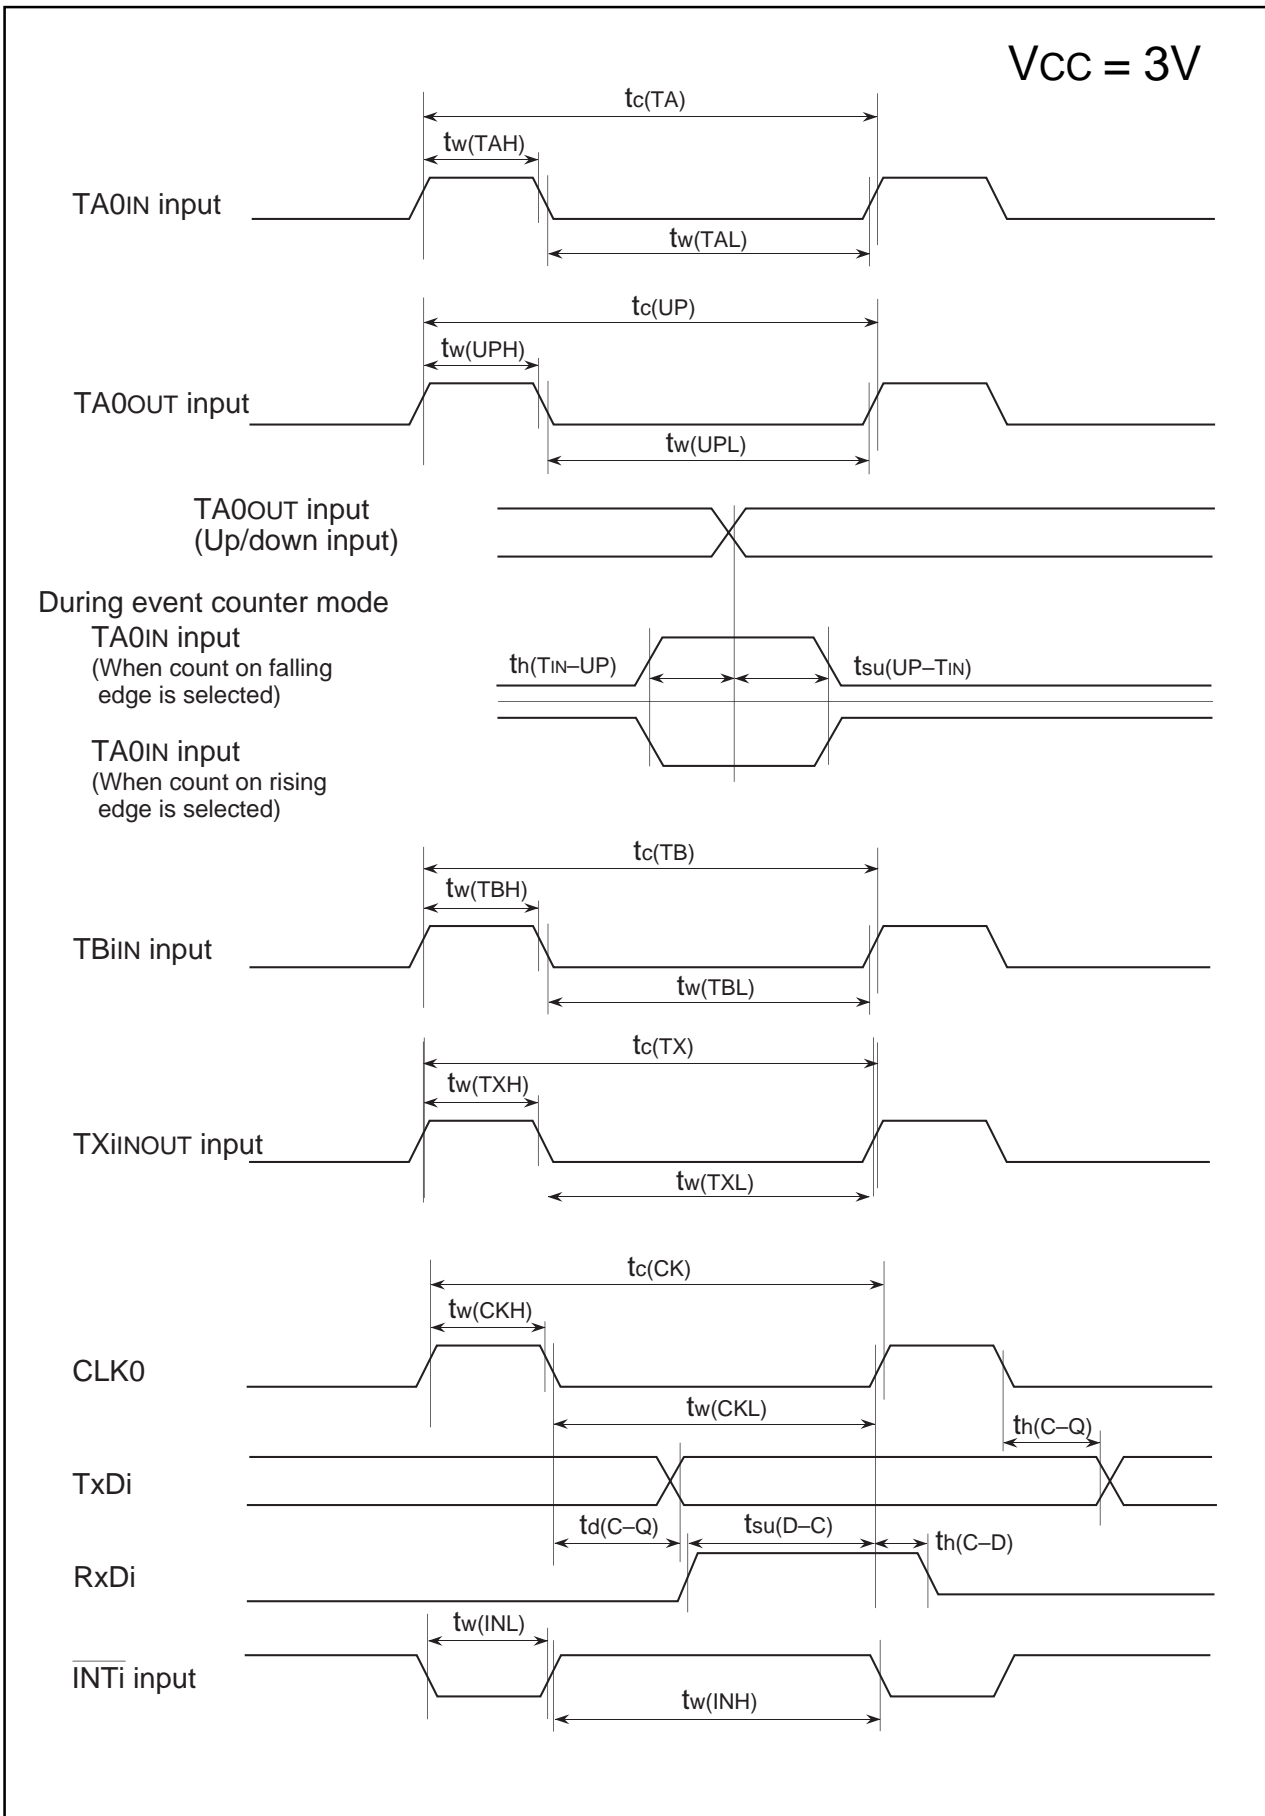 VCC = 3V
tc(TA)
tw(TAH)
TA0IN input
tw(TAL)
tc(UP)
tw(UPH)
TA0OUT input
tw(UPL)
TA0OUT input
(Up/down input)
During event counter mode
TA0IN input
(When count on falling
edge is selected)
th(TIN–UP)
tsu(UP–TIN)
TA0IN input
(When count on rising
edge is selected)
tc(TB)
tw(TBH)
TBiIN input
tw(TBL)
tc(TX)
tw(TXH)
TXiINOUT input
tw(TXL)
tc(CK)
tw(CKH)
CLK0
tw(CKL)
th(C–Q)
TxDi
td(C–Q)
tsu(D–C)
th(C–D)
RxDi
tw(INL)
INTi input
tw(INH)